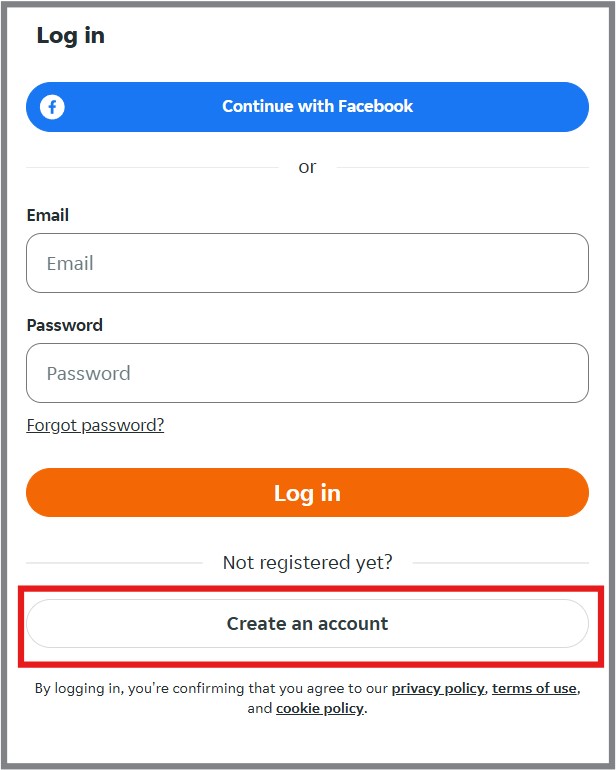 Log in
Continue with Facebook
or
Email
Email
Password
Password
Forgot password?
Log in
Not registered yet?
Create an account
By logging in, you’re confirming that you agree to our privacy policy, terms of use,
and cookie policy.